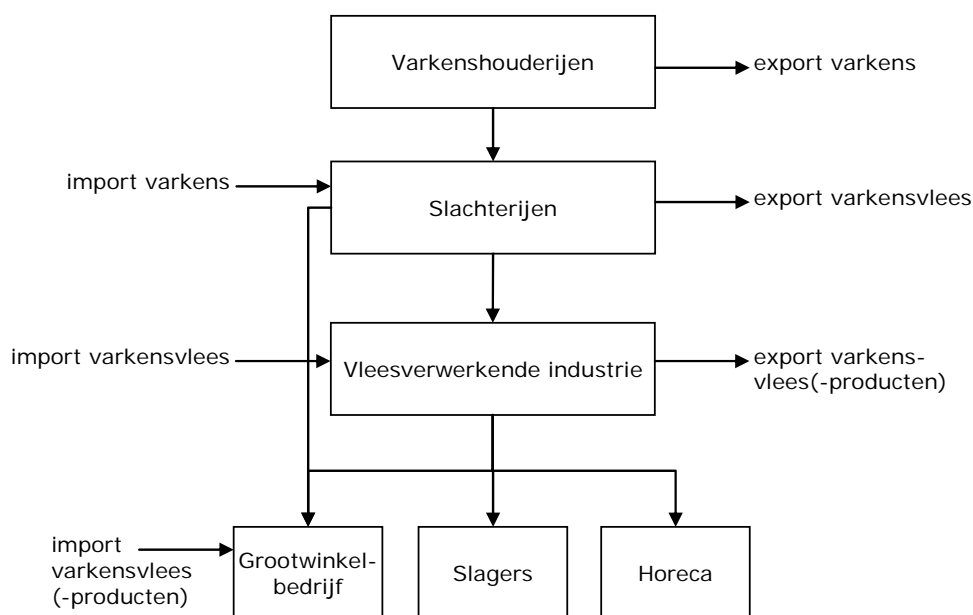 Varkenshouderijen
export varkens
import varkens
Slachterijen
export varkensvlees
import varkensvlees
Vleesverwerkende industrie
export varkens-
vlees(-producten)
import
varkensvlees
(-producten)
Grootwinkel-
bedrijf
Slagers
Horeca